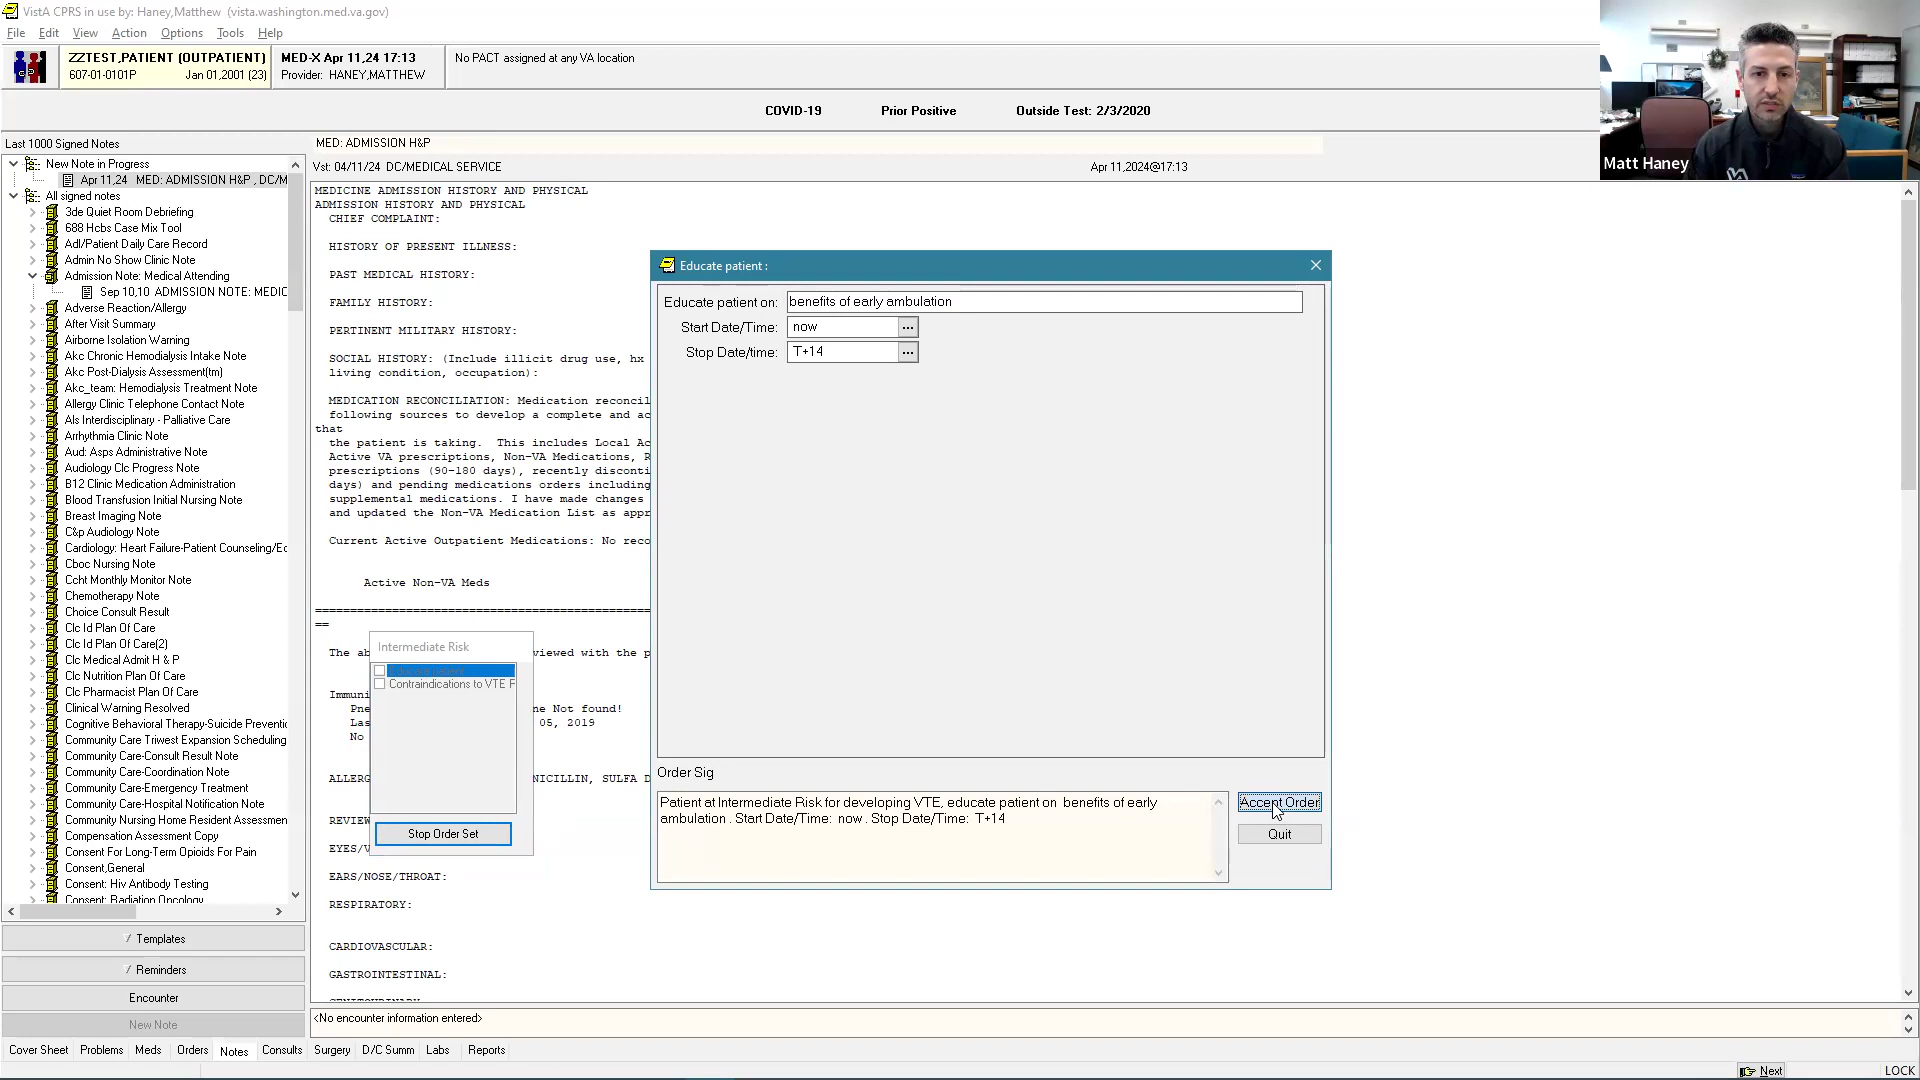 VistA CPRS in use by: Haney,Matthew (vista.washington.med.va.gov)
File Edit View Action Options Tools Help
ZZTEST,PATIENT (OUTPATIENT)
607-01-0101P Jan 01,2001 (23)
MED-X Apr 11,24 17:13
Provider: HANEY,MATTHEW
No PACT assigned at any VA location
COVID-19 Prior Positive Outside Test: 2/3/2020
Matt Haney
Last 1000 Signed Notes
New Note in Progress
Apr 11,24 MED: ADMISSION H&P , DC/M
All signed notes
3de Quiet Room Debriefing
688 Hcbs Case Mix Tool
Adl/Patient Daily Care Record
Admin No Show Clinic Note
Admission Note: Medical Attending
Sep 10,10 ADMISSION NOTE: MEDIC
Adverse Reaction/Allergy
After Visit Summary
Airborne Isolation Warning
Akc Chronic Hemodialysis Intake Note
Akc Post-Dialysis Assessment(tm)
Akc_team: Hemodialysis Treatment Note
Allergy Clinic Telephone Contact Note
Als Interdisciplinary - Palliative Care
Arrhythmia Clinic Note
Aud: Asps Administrative Note
Audiology Clc Progress Note
B12 Clinic Medication Administration
Blood Transfusion Initial Nursing Note
Breast Imaging Note
C&p Audiology Note
Cardiology: Heart Failure-Patient Counseling/Ec
Cboc Nursing Note
Ccht Monthly Monitor Note
Chemotherapy Note
Choice Consult Result
Clc Id Plan Of Care
Clc Id Plan Of Care(2)
Clc Medical Admit H & P
Clc Nutrition Plan Of Care
Clc Pharmacist Plan Of Care
Clinical Warning Resolved
Cognitive Behavioral Therapy-Suicide Preventic
Community Care Triwest Expansion Scheduling
Community Care-Consult Result Note
Community Care-Coordination Note
Community Care-Emergency Treatment
Community Care-Hospital Notification Note
Community Nursing Home Resident Assessmen
Compensation Assessment Copy
Consent For Long-Term Opioids For Pain
Consent,General
Consent: Hiv Antibody Testing
Consent: Radiation Oncology
Templates
Reminders
Encounter
New Note
MED: ADMISSION H&P
Vst: 04/11/24 DC/MEDICAL SERVICE Apr 11,2024@17:13
MEDICINE ADMISSION HISTORY AND PHYSICAL
ADMISSION HISTORY AND PHYSICAL
CHIEF COMPLAINT:
HISTORY OF PRESENT ILLNESS:
PAST MEDICAL HISTORY:
FAMILY HISTORY:
PERTINENT MILITARY HISTORY:
SOCIAL HISTORY: (Include illicit drug use, hx
living condition, occupation):
MEDICATION RECONCILIATION: Medication reconcil
following sources to develop a complete and ac
that
the patient is taking. This includes Local Ac
Active VA prescriptions, Non-VA Medications, R
prescriptions (90-180 days), recently disconti
days) and pending medications orders including
supplemental medications. I have made changes
and updated the Non-VA Medication List as appr
Current Active Outpatient Medications: No reco
Active Non-VA Meds
==
The ab viewed with the p
Immuni
Pne ne Not found!
Las 05, 2019
No
ALLERG NICILLIN, SULFA D
REVIEW
EYES/V
EARS/NOSE/THROAT:
RESPIRATORY:
CARDIOVASCULAR:
GASTROINTESTINAL:
GENITOURINARY
Intermediate Risk
Contraindications to VTE P
Stop Order Set
Educate patient :
Educate patient on: benefits of early ambulation
Start Date/Time: now ...
Stop Date/time: T+14 ...
Order Sig
Patient at Intermediate Risk for developing VTE, educate patient on benefits of early
ambulation . Start Date/Time: now . Stop Date/Time: T+14
Accept Order
Quit
<No encounter information entered>
Cover Sheet Problems Meds Orders Notes Consults Surgery D/C Summ Labs Reports
Next LOCK